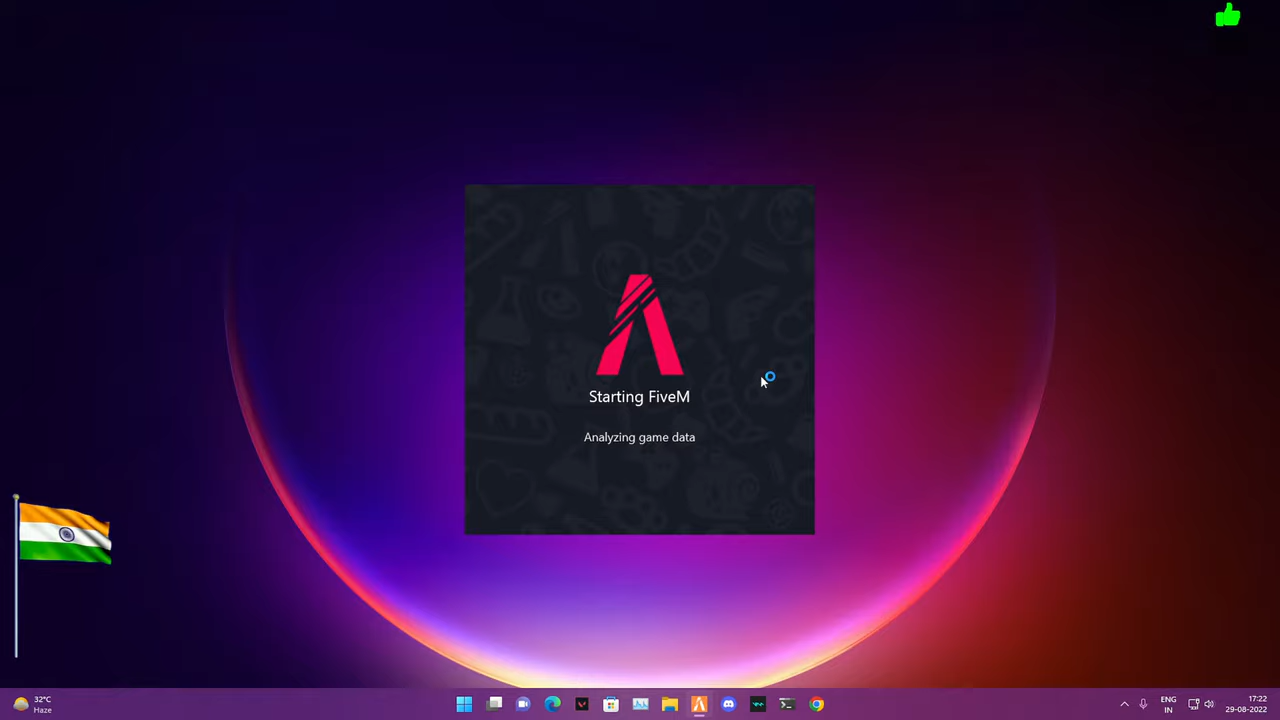 Starting FiveM
Analyzing game data
32°C
Haze
ENG
IN
17:22
29-08-2022